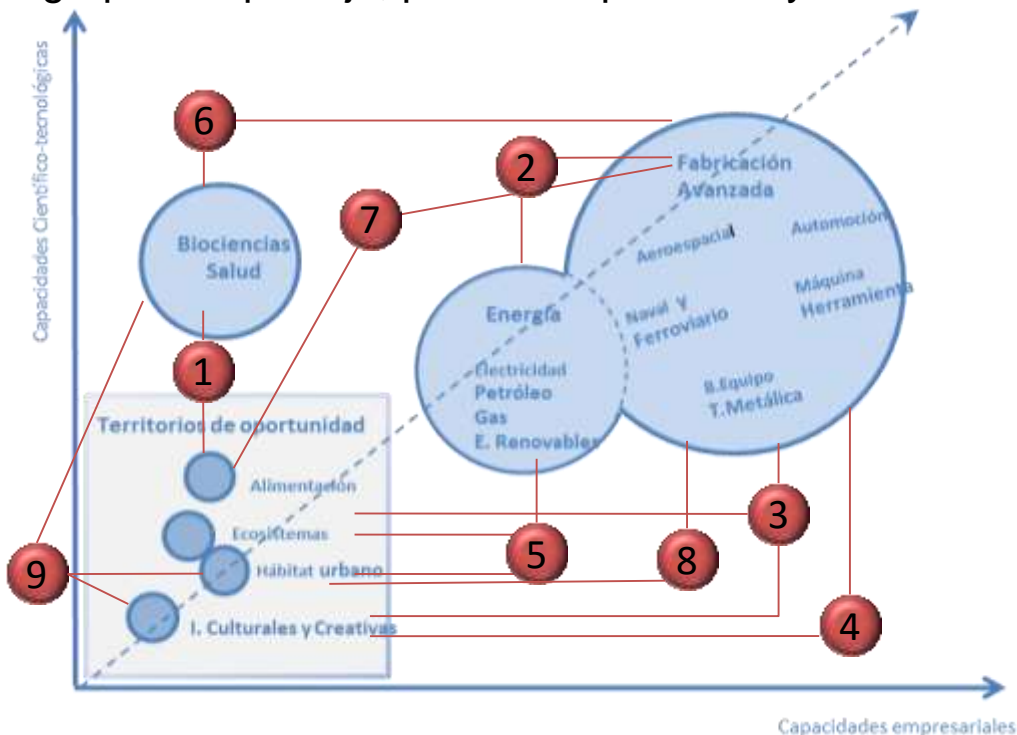 Capacidades Científico-tecnológicas
6
2
Fabricación
Avanzada
7
Biociencias
Salud
Aeroespacial
Automoción
Máquina
Herramienta
Energía
Naval y
Ferroviario
1
Electricidad
Petróleo
Gas
E. Renovables
B.Equipo
T.Metálica
Territorios de oportunidad
Alimentación
3
Ecosistemas
5
8
9
Hábitat urbano
I. Culturales y Creativas
4
Capacidades empresariales